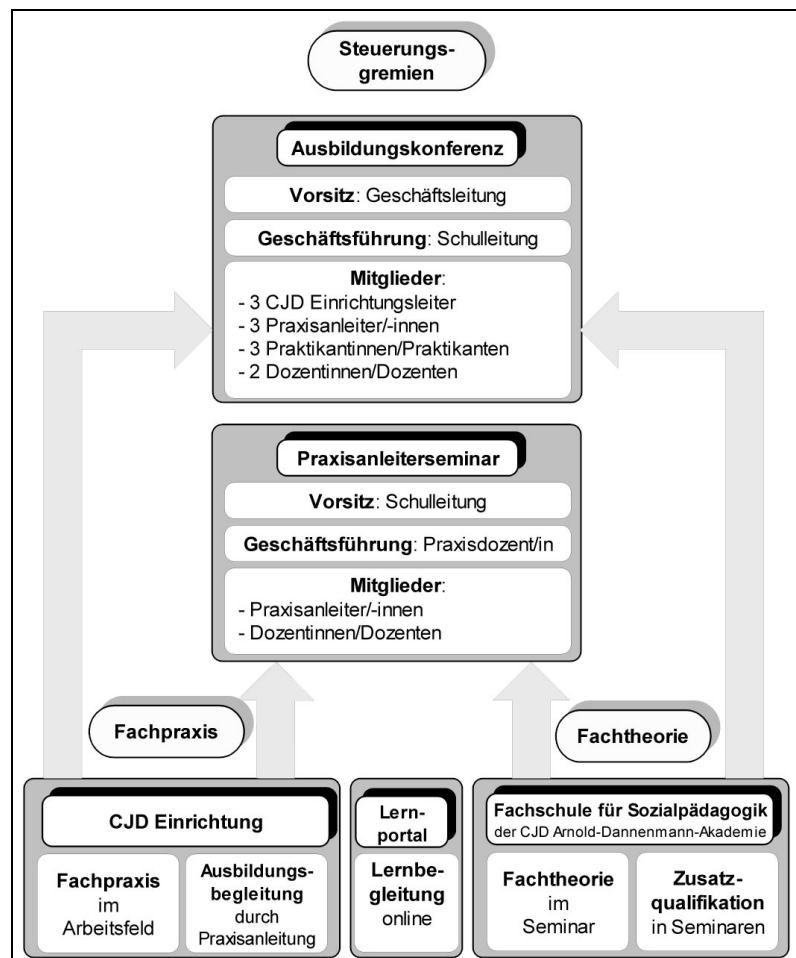 Steuerungs-
gremien
Ausbildungskonferenz
Vorsitz: Geschäftsleitung
Geschäftsführung: Schulleitung
Mitglieder:
- 3 CJD Einrichtungsleiter
- 3 Praxisanleiter/-innen
- 3 Praktikantinnen/Praktikanten
- 2 Dozentinnen/Dozenten
Praxisanleiterseminar
Vorsitz: Schulleitung
Geschäftsführung: Praxisdozent/in
Mitglieder:
- Praxisanleiter/-innen
- Dozentinnen/Dozenten
Fachpraxis
Fachtheorie
CJD Einrichtung
Fachpraxis
im
Arbeitsfeld
Ausbildungs-
begleitung
durch
Praxisanleitung
Lern-
portal
Lernbe-
gleitung
online
Fachschule für Sozialpädagogik
der CJD Arnold-Dannenmann-Akademie
Fachtheorie
im
Seminar
Zusatz-
qualifikation
in Seminaren